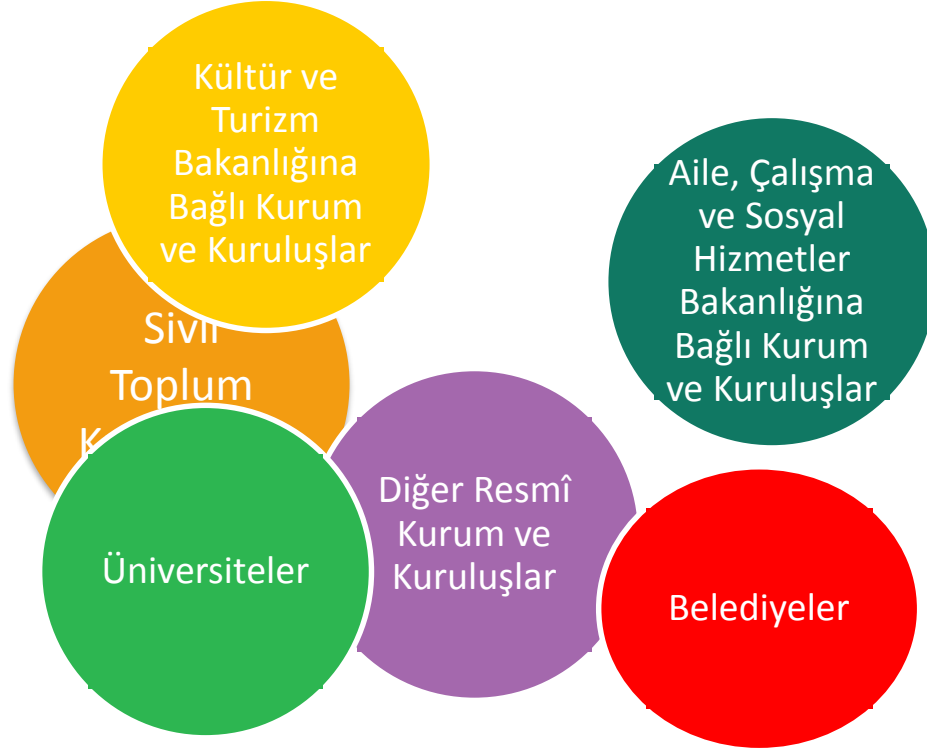 Kültür ve
Turizm
Bakanlığına
Bağlı Kurum
ve Kuruluşlar
Aile, Çalışma
ve Sosyal
Hizmetler
Bakanlığına
Bağlı Kurum
ve Kuruluşlar
Sivil
Toplum
Diğer Resmî
Kurum ve
Kuruluşlar
Üniversiteler
Belediyeler